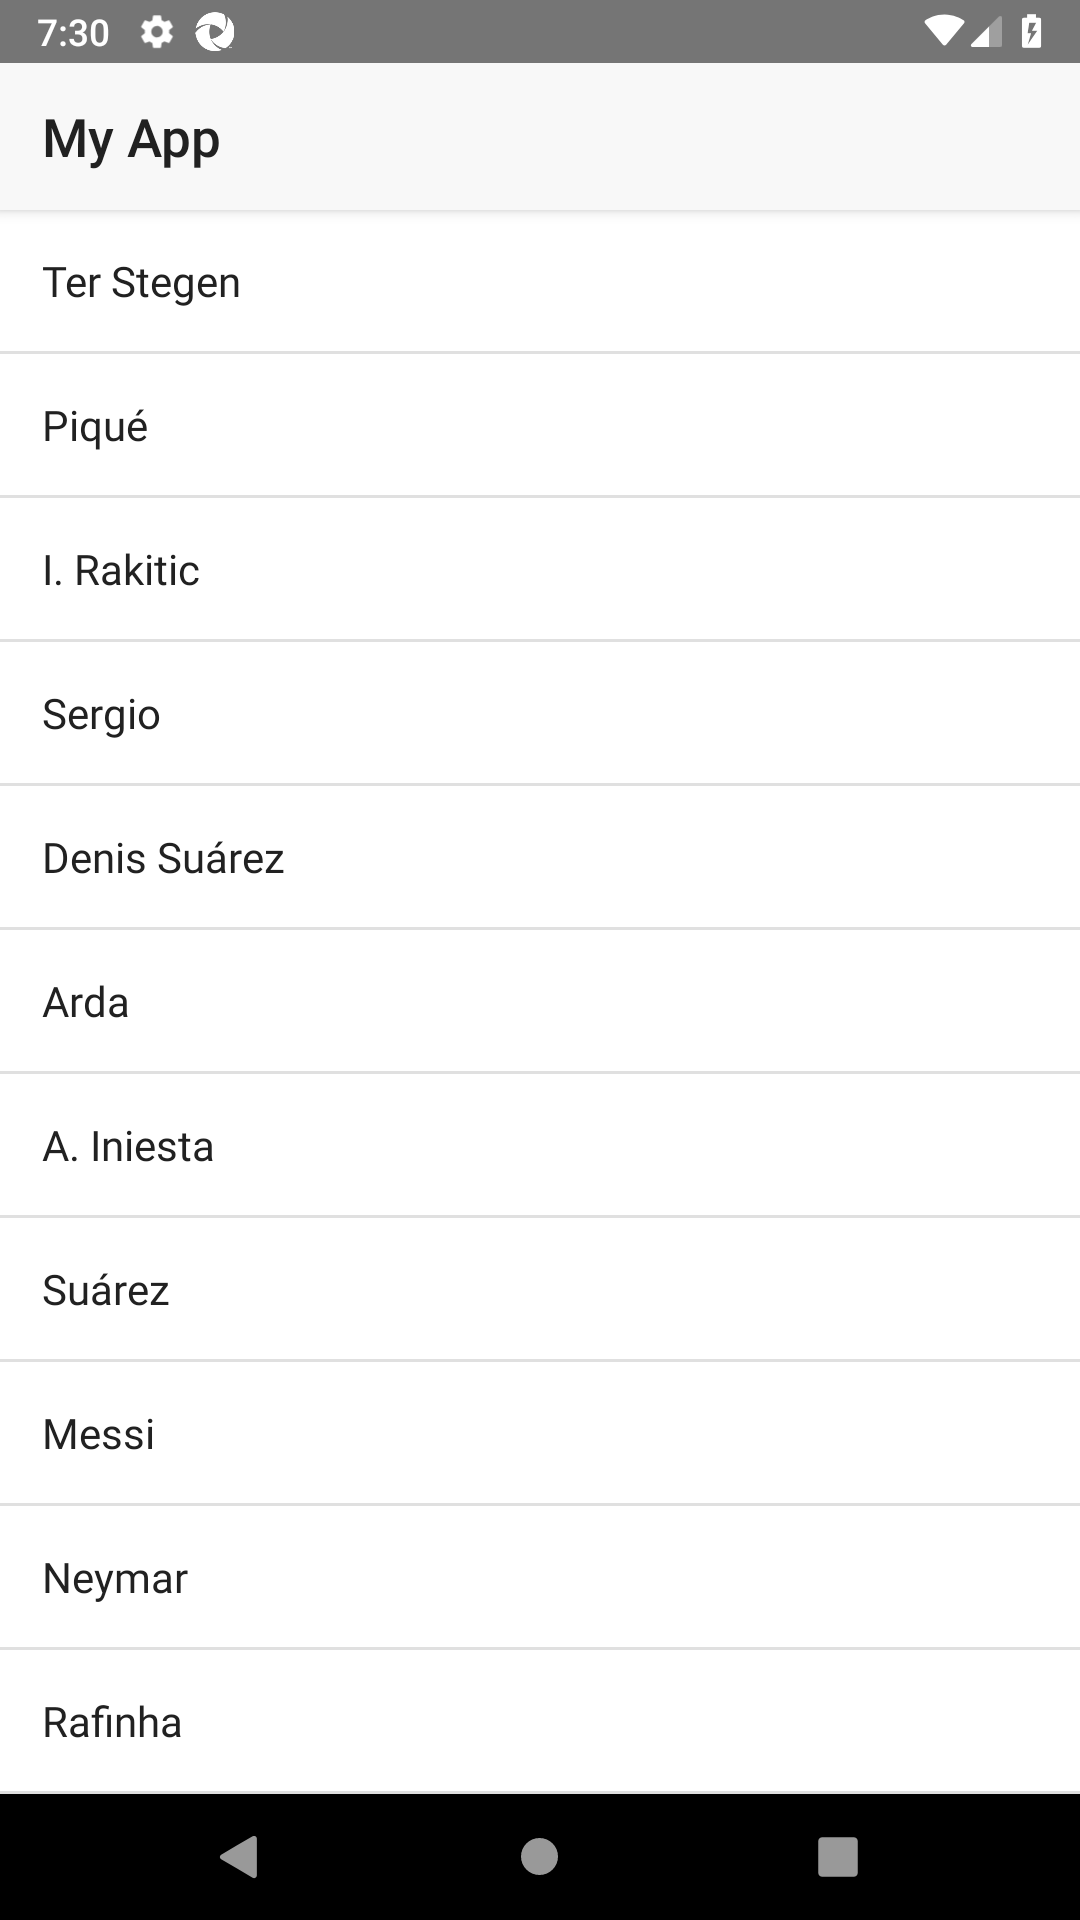 7:30
My App
Ter Stegen
Piqué
I. Rakitic
Sergio
Denis Suárez
Arda
A. Iniesta
Suárez
Messi
Neymar
Rafinha